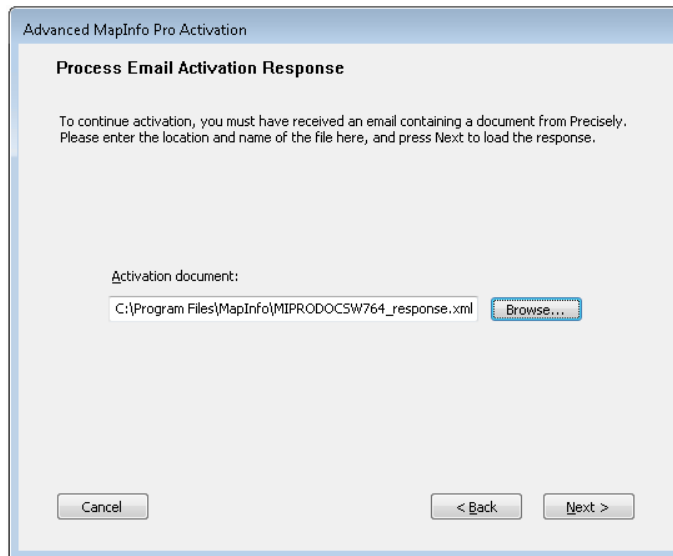 Advanced MapInfo Pro Activation
Process Email Activation Response
To continue activation, you must have received an email containing a document from Precisely.
Please enter the location and name of the file here, and press Next to load the response.
Activation document:
C:\Program Files\MapInfo\MIPRODOCSW764_response.xml
Browse...
Cancel
< Back
Next >